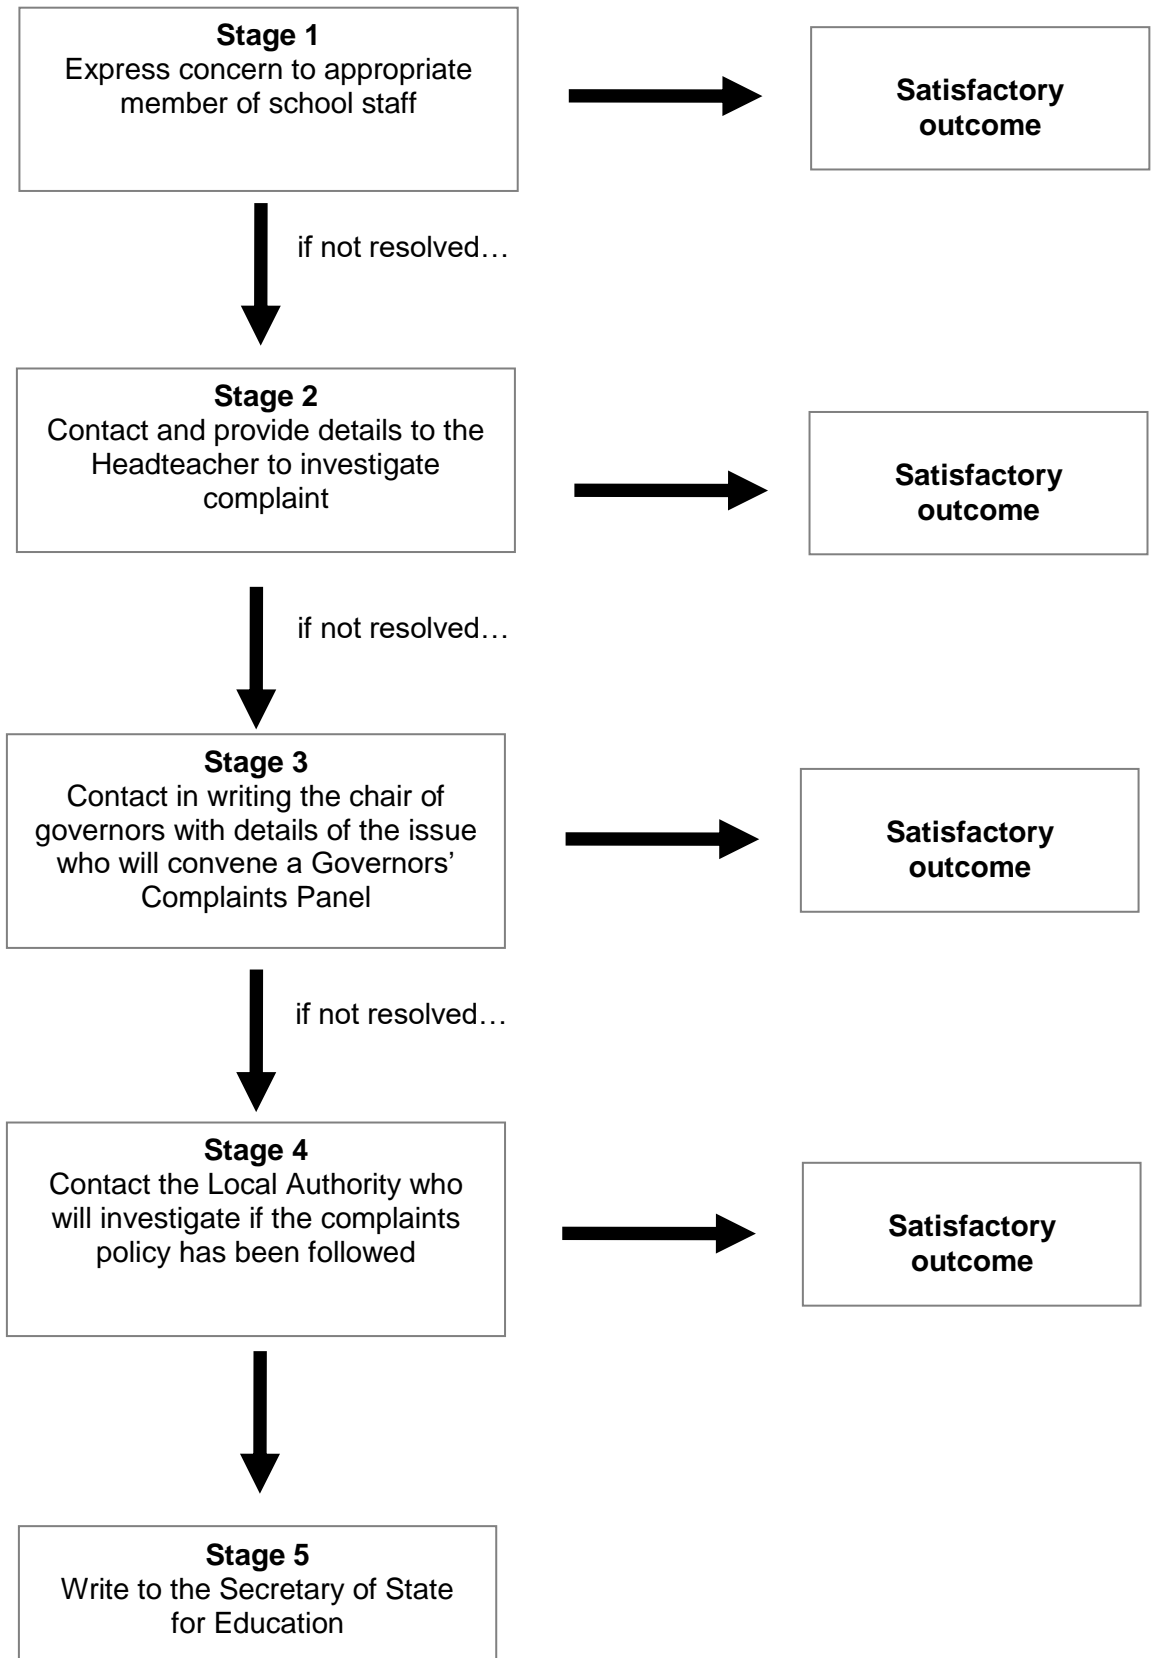 Stage 1
Express concern to appropriate
member of school staff
Satisfactory
outcome
if not resolved…
Stage 2
Contact and provide details to the
Headteacher to investigate
complaint
Satisfactory
outcome
if not resolved…
Stage 3
Contact in writing the chair of
governors with details of the issue
who will convene a Governors’
Complaints Panel
Satisfactory
outcome
if not resolved…
Stage 4
Contact the Local Authority who
will investigate if the complaints
policy has been followed
Satisfactory
outcome
Stage 5
Write to the Secretary of State
for Education